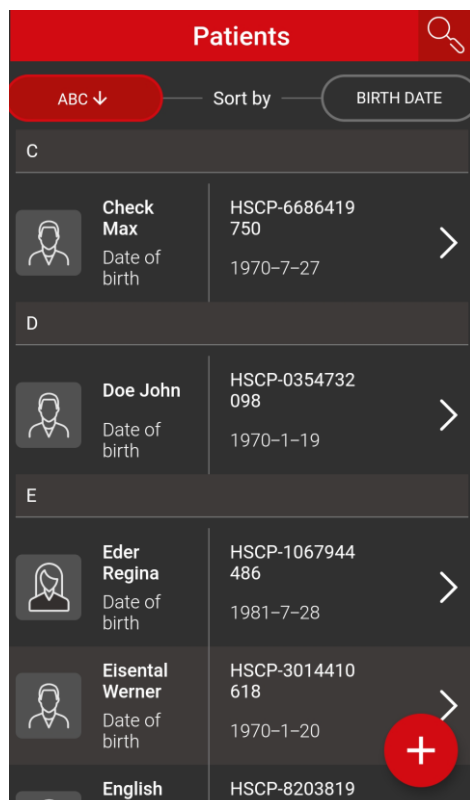 Patients
ABC ↓ Sort by BIRTH DATE
C
Check
Max
Date of
birth
HSCP-6686419
750
1970-7-27
D
Doe John
Date of
birth
HSCP-0354732
098
1970-1-19
E
Eder
Regina
Date of
birth
HSCP-1067944
486
1981-7-28
Eisental
Werner
Date of
birth
HSCP-3014410
618
1970-1-20
English
HSCP-8203819